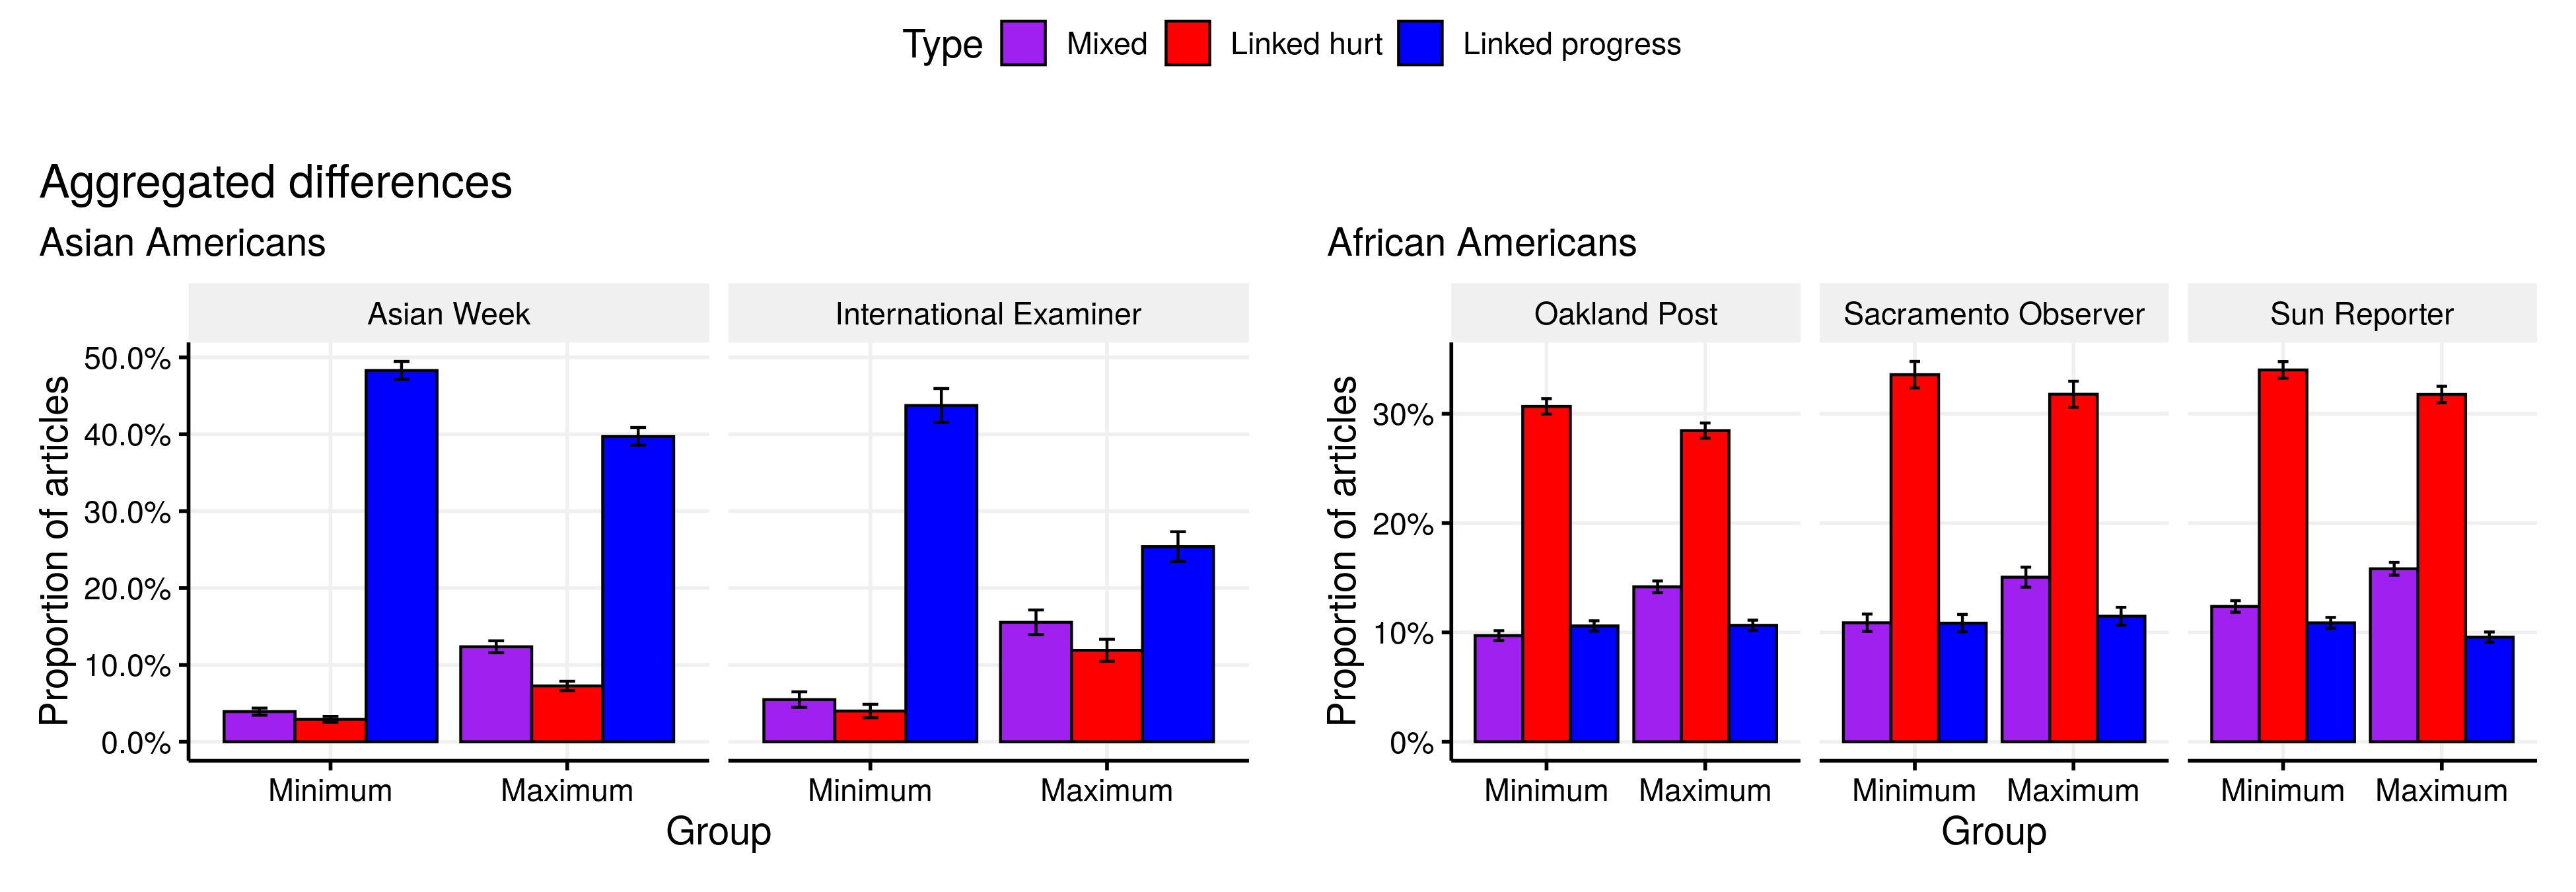 Type Mixed Linked hurt Linked progress
Aggregated differences
Asian Americans
Asian Week
International Examiner
Proportion of articles
50.0%
40.0%
30.0%
20.0%
10.0%
0.0%
Minimum Maximum
Minimum Maximum
Group
African Americans
Oakland Post
Sacramento Observer
Sun Reporter
Proportion of articles
30%
20%
10%
0%
Minimum Maximum
Minimum Maximum
Minimum Maximum
Group